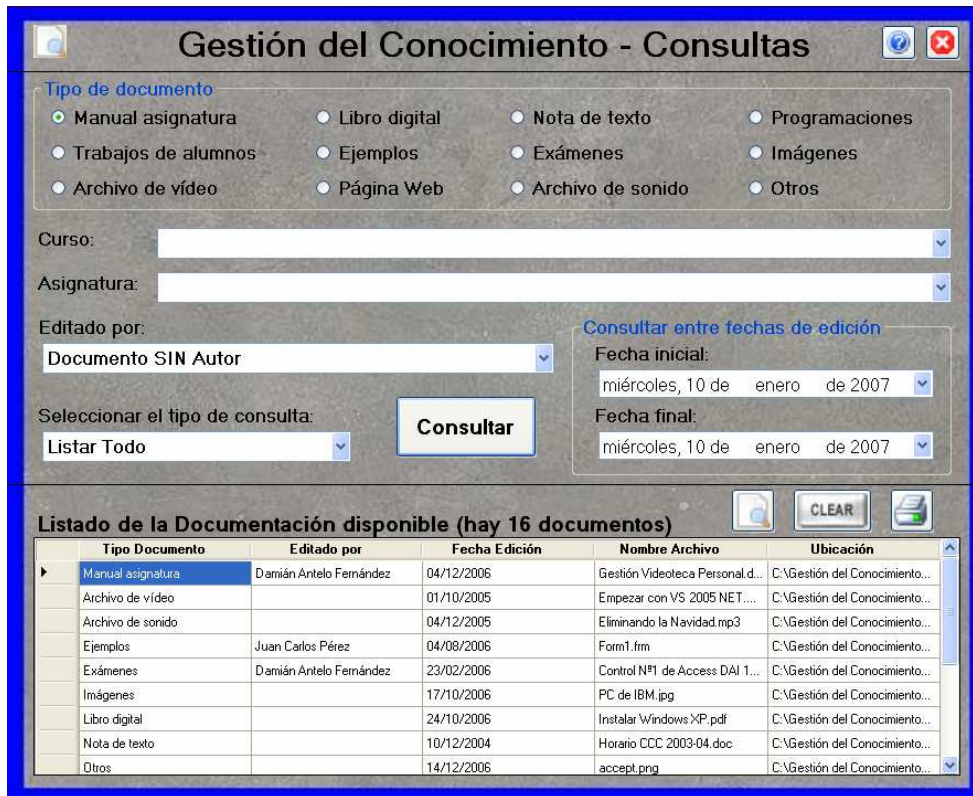 Gestión del Conocimiento - Consultas
Tipo de documento
Manual asignatura Libro digital Nota de texto Programaciones
Trabajos de alumnos Ejemplos Exámenes Imágenes
Archivo de vídeo Página Web Archivo de sonido Otros
Curso:
Asignatura:
Editado por:
Documento SIN Autor
Consultar entre fechas de edición
Fecha inicial:
miércoles, 10 de enero de 2007
Seleccionar el tipo de consulta:
Listar Todo
Consultar
Fecha final:
miércoles, 10 de enero de 2007
Listado de la Documentación disponible (hay 16 documentos)
CLEAR
Tipo Documento Editado por Fecha Edición Nombre Archivo Ubicación
Manual asignatura Damián Antelo Fernández 04/12/2006 Gestión Videoteca Personal.d... C:\Gestión del Conocimiento...
Archivo de vídeo 01/10/2005 Empezar con VS 2005 NET.... C:\Gestión del Conocimiento...
Archivo de sonido 04/12/2005 Eliminando la Navidad.mp3 C:\Gestión del Conocimiento...
Ejemplos Juan Carlos Pérez 04/08/2006 Form1.frm C:\Gestión del Conocimiento...
Exámenes Damián Antelo Fernández 23/02/2006 Control Nº1 de Access DAI 1... C:\Gestión del Conocimiento...
Imágenes 17/10/2006 PC de IBM.jpg C:\Gestión del Conocimiento...
Libro digital 24/10/2006 Instalar Windows XP.pdf C:\Gestión del Conocimiento...
Nota de texto 10/12/2004 Horario CCC 2003-04.doc C:\Gestión del Conocimiento...
Otros 14/12/2006 accept.png C:\Gestión del Conocimiento...